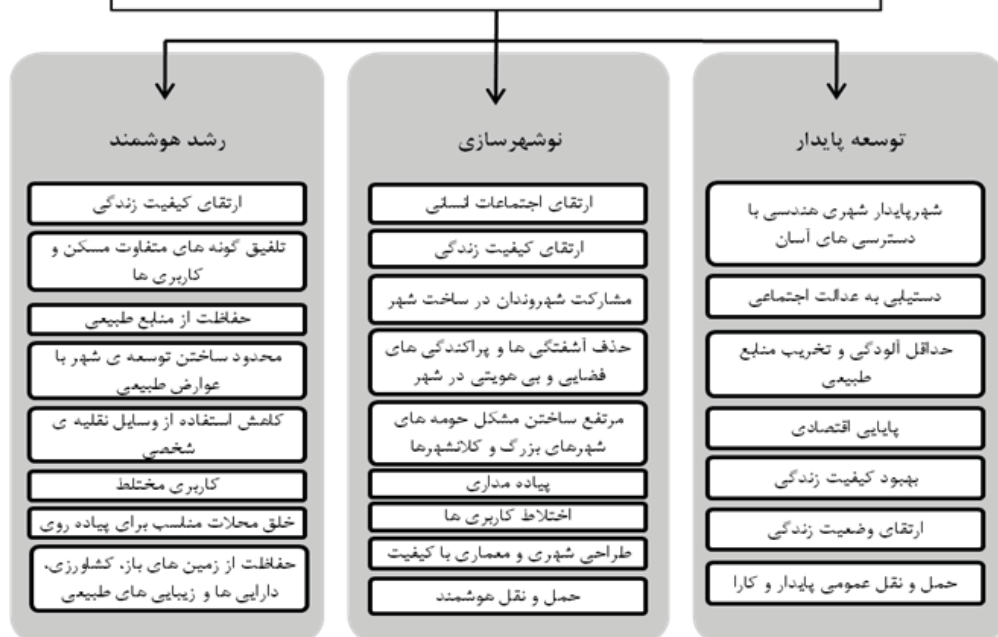 توسعه پایدار
شهرپایدار شهری هندسی با
دسترسی های آسان
دستیابی به عدالت اجتماعی
حداقل آلودگی و تخریب منابع
طبیعی
پایایی اقتصادی
بهبود کیفیت زندگی
ارتقای وضعیت زندگی
حمل و نقل عمومی پایدار و کارا
نوشهرسازی
ارتقای اجتماعات انسانی
ارتقای کیفیت زندگی
مشارکت شهروندان در ساخت شهر
حذف آشفتگی ها و پراکندگی های
فضایی و بی هویتی در شهر
مرتفع ساختن مشکل حومه های
شهرهای بزرگ و کلانشهرها
پیاده مداری
اختلاط کاربری ها
طراحی شهری و معماری با کیفیت
حمل و نقل هوشمند
رشد هوشمند
ارتقای کیفیت زندگی
تلفیق گونه های متفاوت مسکن و
کاربری ها
حفاظت از منابع طبیعی
محدود ساختن توسعه ی شهر با
عوارض طبیعی
کاهش استفاده از وسایل نقلیه ی
شخصی
کاربری مختلط
خلق محلات مناسب برای پیاده روی
حفاظت از زمین های باز، کشاورزی،
دارایی ها و زیبایی های طبیعی